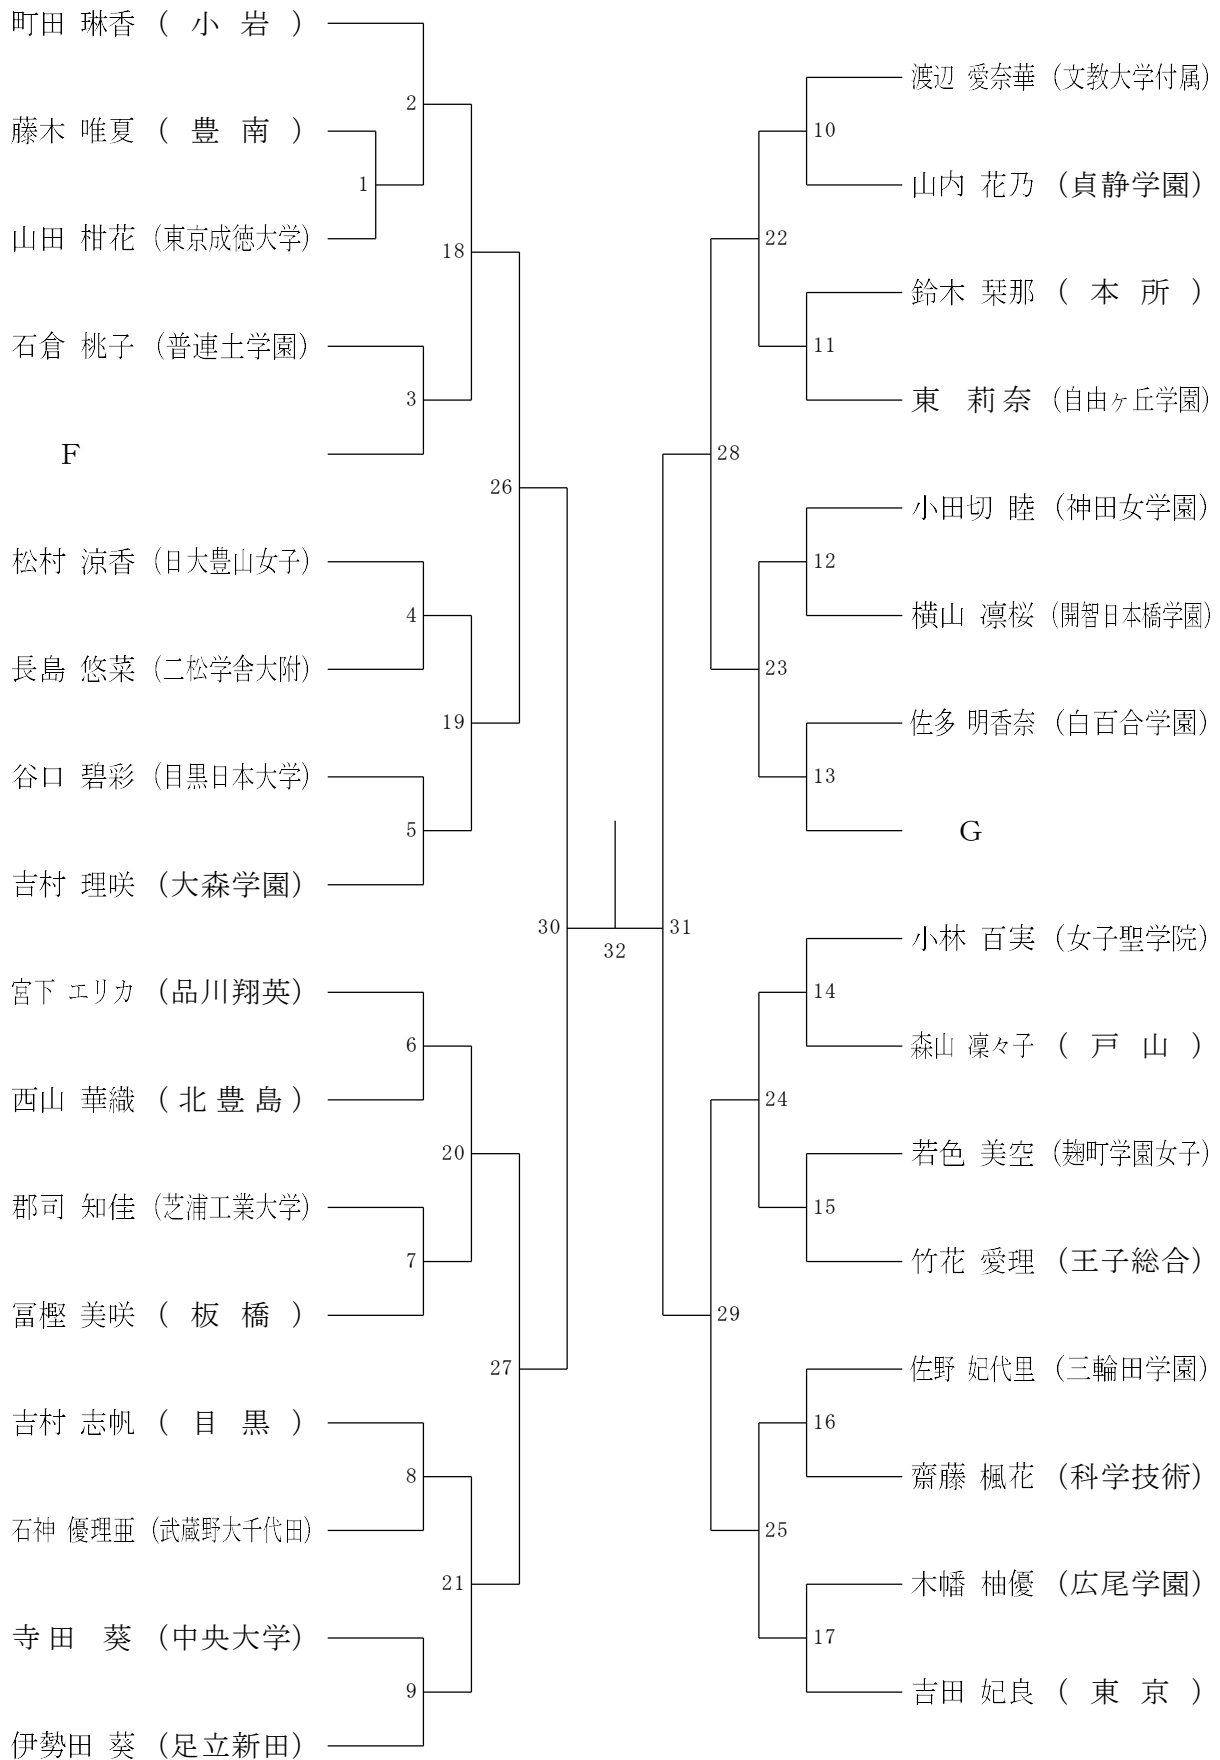 町田 琳香 ( 小 岩 )
2
藤木 唯夏 ( 豊 南 )
1
山田 柑花 (東京成徳大学)
18
石倉 桃子 (普連土学園)
3
F
26
松村 涼香 (日大豊山女子)
4
長島 悠菜 (二松学舎大附)
19
谷口 碧彩 (目黒日本大学)
5
吉村 理咲 (大森学園)
30
宮下 エリカ (品川翔英)
6
西山 華織 (北豊島)
20
郡司 知佳 (芝浦工業大学)
7
冨樫 美咲 ( 板 橋 )
27
吉村 志帆 ( 目 黒 )
8
石神 優理亜 (武蔵野大千代田)
21
寺田 葵 (中央大学)
9
伊勢田 葵 (足立新田)
32
渡辺 愛奈華 (文教大学付属)
10
山内 花乃 (貞静学園)
22
鈴木 栞那 ( 本 所 )
11
東 莉奈 (自由ヶ丘学園)
28
小田切 睦 (神田女学園)
12
横山 凛桜 (開智日本橋学園)
23
佐多 明香奈 (白百合学園)
13
G
31
小林 百実 (女子聖学院)
14
森山 凜々子 ( 戸 山 )
24
若色 美空 (麹町学園女子)
15
竹花 愛理 (王子総合)
29
佐野 妃代里 (三輪田学園)
16
齋藤 楓花 (科学技術)
25
木幡 柚優 (広尾学園)
17
吉田 妃良 ( 東 京 )